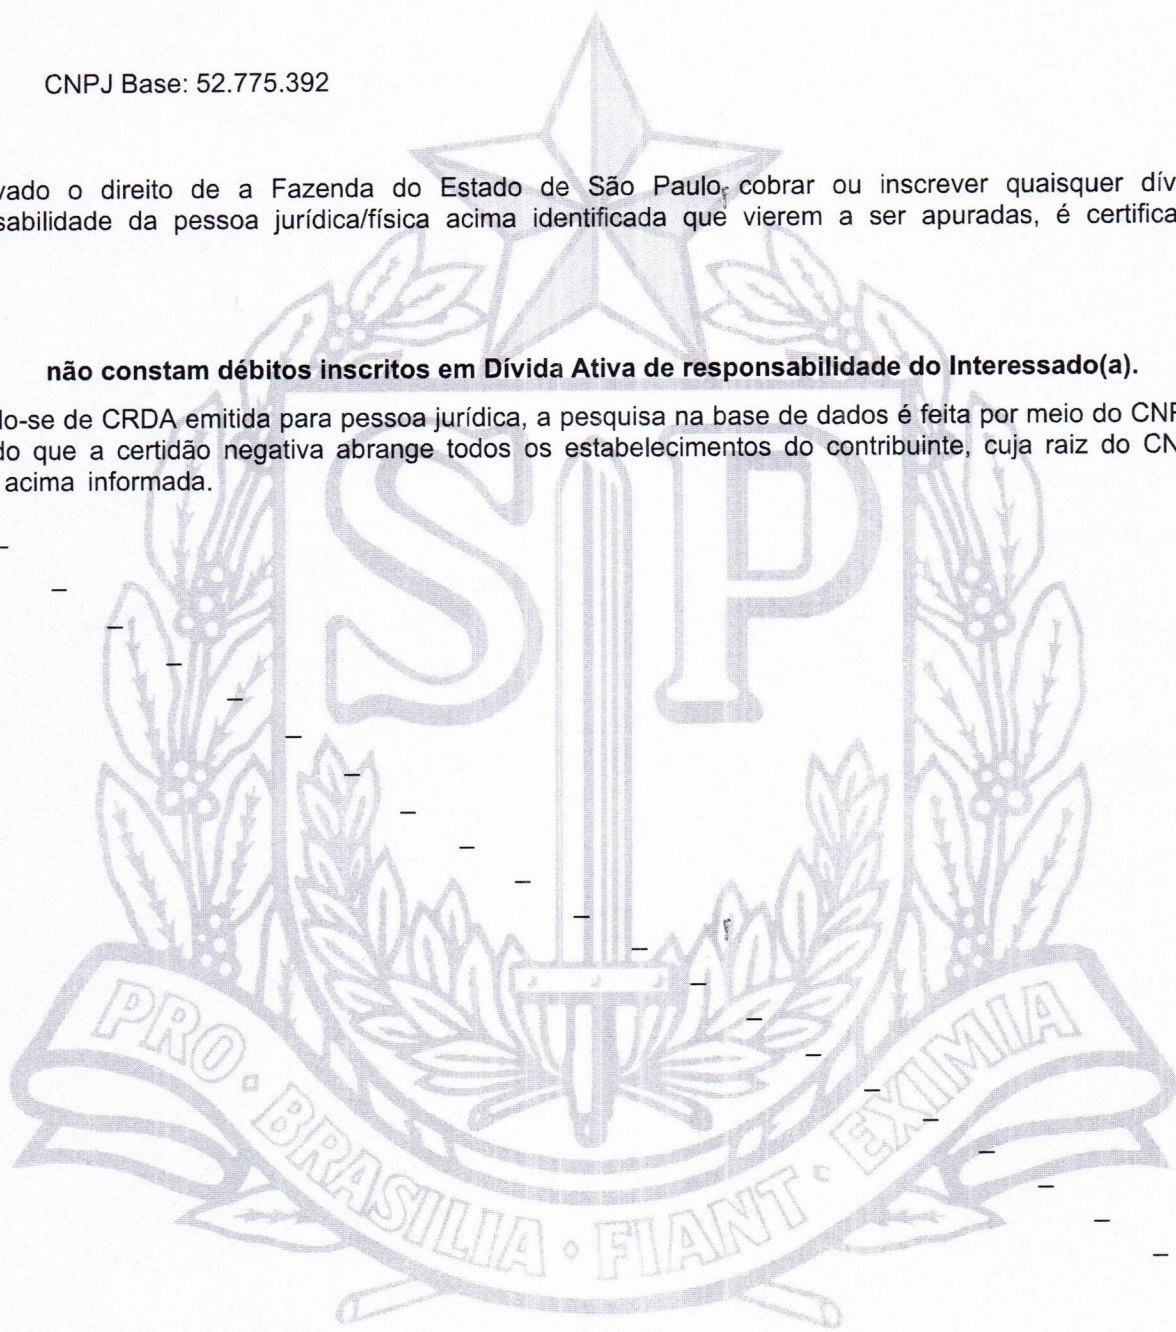 CNPJ Base: 52.775.392
vado o direito de a Fazenda do Estado de São Paulo cobrar ou inscrever quaisquer dív
sabilidade da pessoa jurídica/física acima identificada que vierem a ser apuradas, é certifica
não constam débitos inscritos em Dívida Ativa de responsabilidade do Interessado(a).
do-se de CRDA emitida para pessoa jurídica, a pesquisa na base de dados é feita por meio do CNP
do que a certidão negativa abrange todos os estabelecimentos do contribuinte, cuja raiz do CN
acima informada.
SP
PRO · BRASILIA · FIANT · EXIMIA